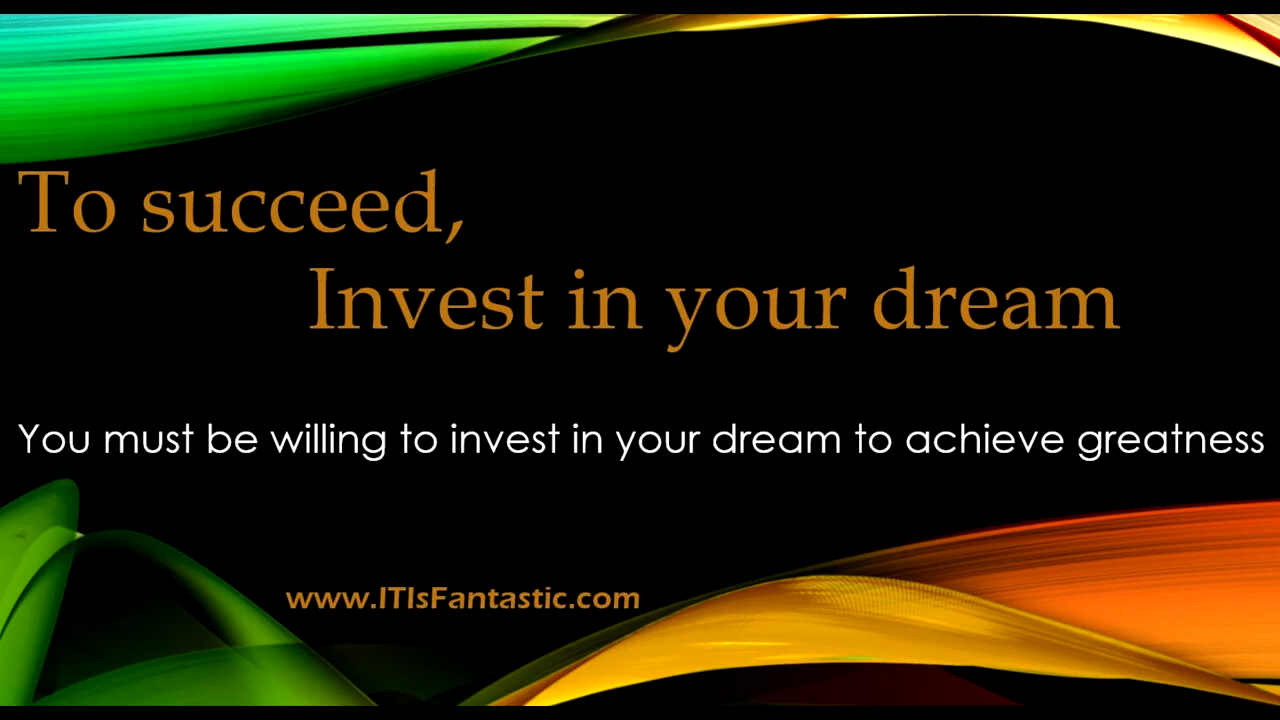 To succeed,
Invest in your dream
You must be willing to invest in your dream to achieve greatness
www.ITIsFantastic.com